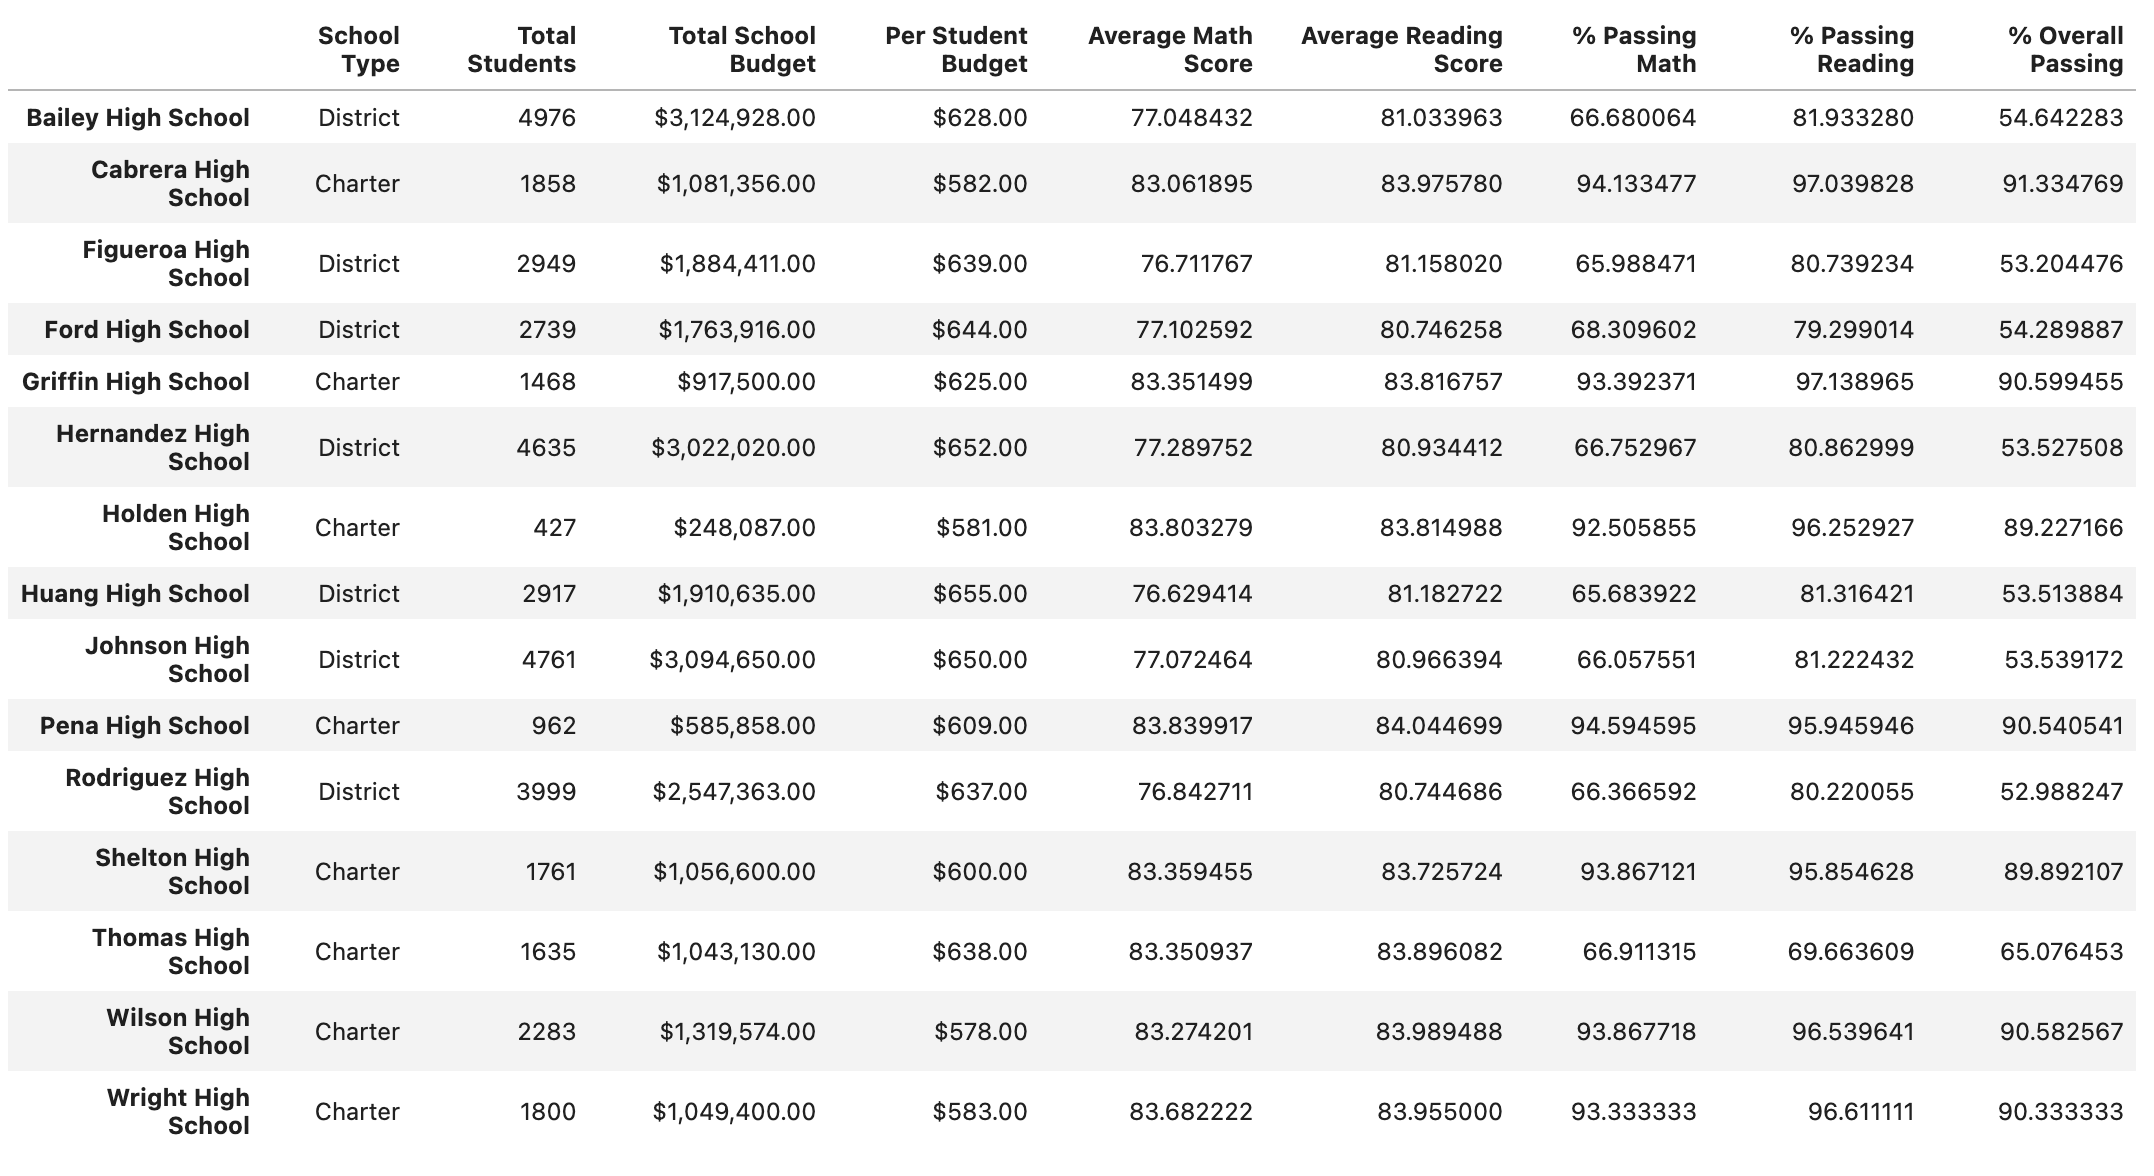 School Type Total Students Total School Budget Per Student Budget Average Math Score Average Reading Score % Passing Math % Passing Reading % Overall Passing
Bailey High School District 4976 $3,124,928.00 $628.00 77.048432 81.033963 66.680064 81.933280 54.642283
Cabrera High School Charter 1858 $1,081,356.00 $582.00 83.061895 83.975780 94.133477 97.039828 91.334769
Figueroa High School District 2949 $1,884,411.00 $639.00 76.711767 81.158020 65.988471 80.739234 53.204476
Ford High School District 2739 $1,763,916.00 $644.00 77.102592 80.746258 68.309602 79.299014 54.289887
Griffin High School Charter 1468 $917,500.00 $625.00 83.351499 83.816757 93.392371 97.138965 90.599455
Hernandez High School District 4635 $3,022,020.00 $652.00 77.289752 80.934412 66.752967 80.862999 53.527508
Holden High School Charter 427 $248,087.00 $581.00 83.803279 83.814988 92.505855 96.252927 89.227166
Huang High School District 2917 $1,910,635.00 $655.00 76.629414 81.182722 65.683922 81.316421 53.513884
Johnson High School District 4761 $3,094,650.00 $650.00 77.072464 80.966394 66.057551 81.222432 53.539172
Pena High School Charter 962 $585,858.00 $609.00 83.839917 84.044699 94.594595 95.945946 90.540541
Rodriguez High School District 3999 $2,547,363.00 $637.00 76.842711 80.744686 66.366592 80.220055 52.988247
Shelton High School Charter 1761 $1,056,600.00 $600.00 83.359455 83.725724 93.867121 95.854628 89.892107
Thomas High School Charter 1635 $1,043,130.00 $638.00 83.350937 83.896082 66.911315 69.663609 65.076453
Wilson High School Charter 2283 $1,319,574.00 $578.00 83.274201 83.989488 93.867718 96.539641 90.582567
Wright High School Charter 1800 $1,049,400.00 $583.00 83.682222 83.955000 93.333333 96.611111 90.333333